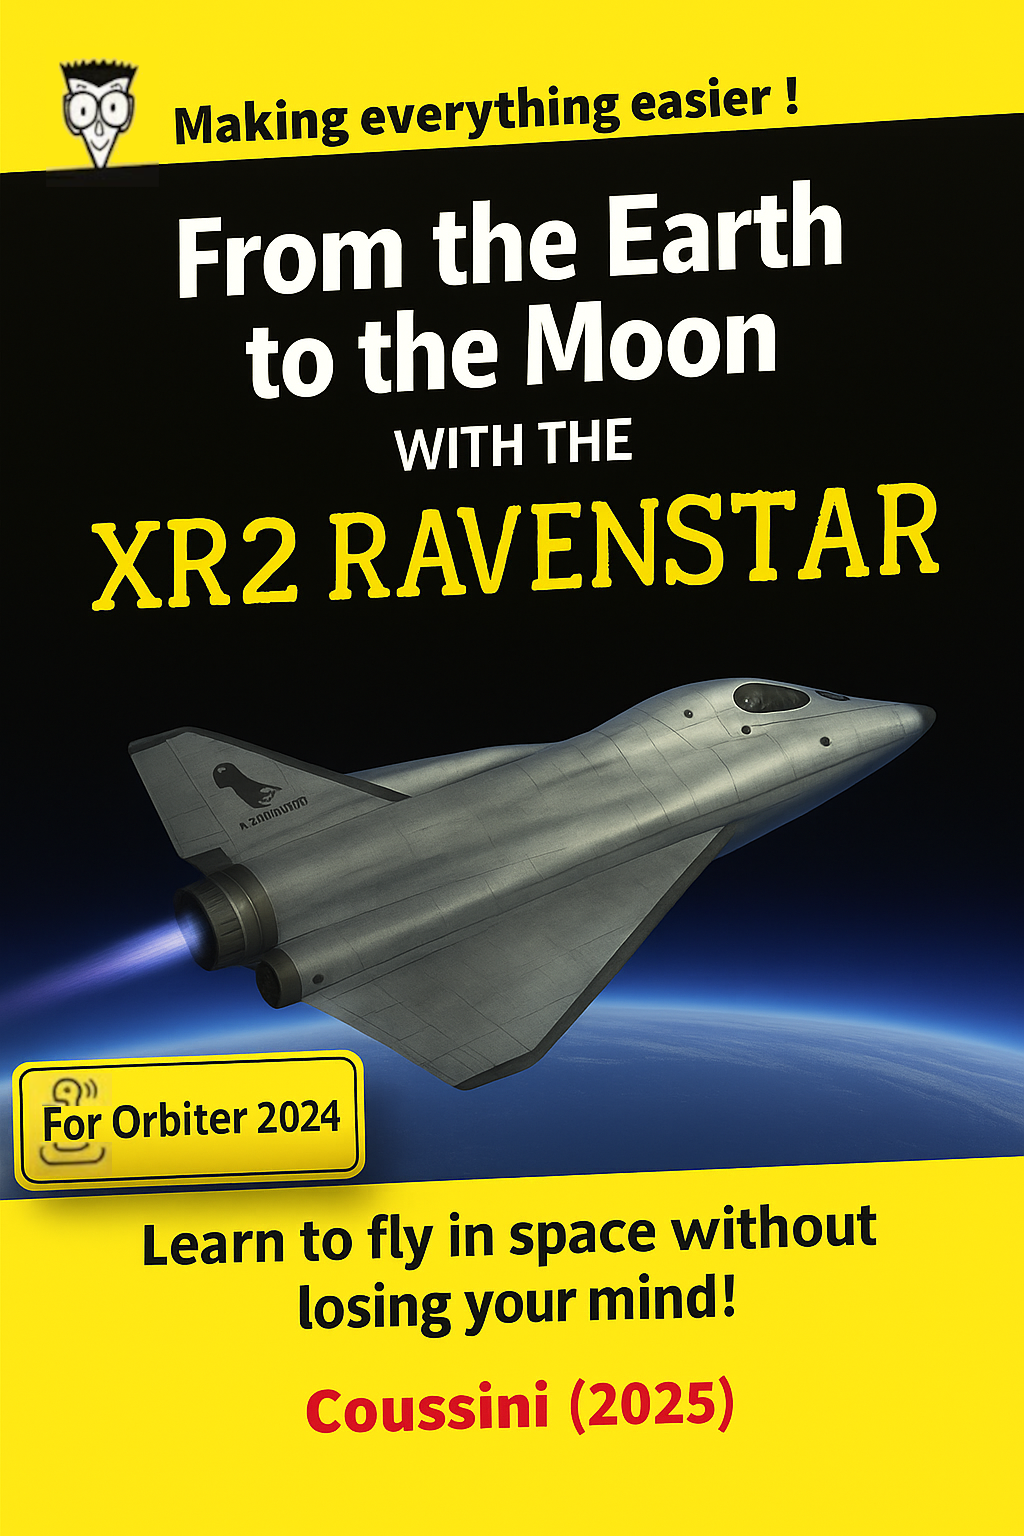 Making everything easier !
From the Earth
to the Moon
WITH THE
XR2 RAVENSTAR
For Orbiter 2024
Learn to fly in space without
losing your mind!
Coussini (2025)